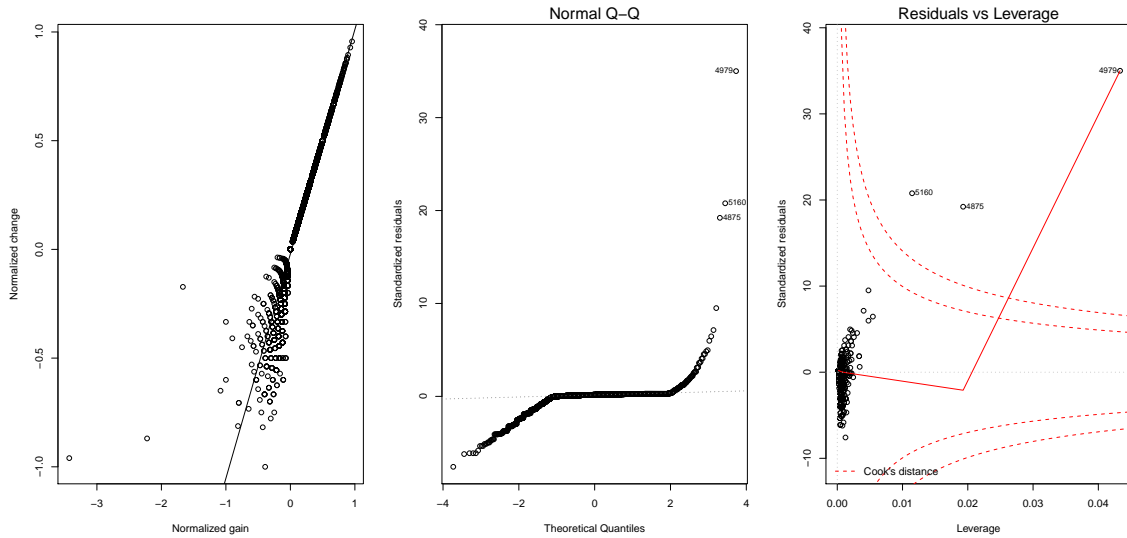 Normalized change
1.0
0.5
0.0
−0.5
−1.0
−3 −2 −1 0 1
Normalized gain
Normal Q−Q
Standardized residuals
40
30
20
10
0
4979
5160
4875
−4 −2 0 2 4
Theoretical Quantiles
Residuals vs Leverage
Standardized residuals
40
30
20
10
0
−10
4979
5160
4875
Cook's distance
0.00 0.01 0.02 0.03 0.04
Leverage